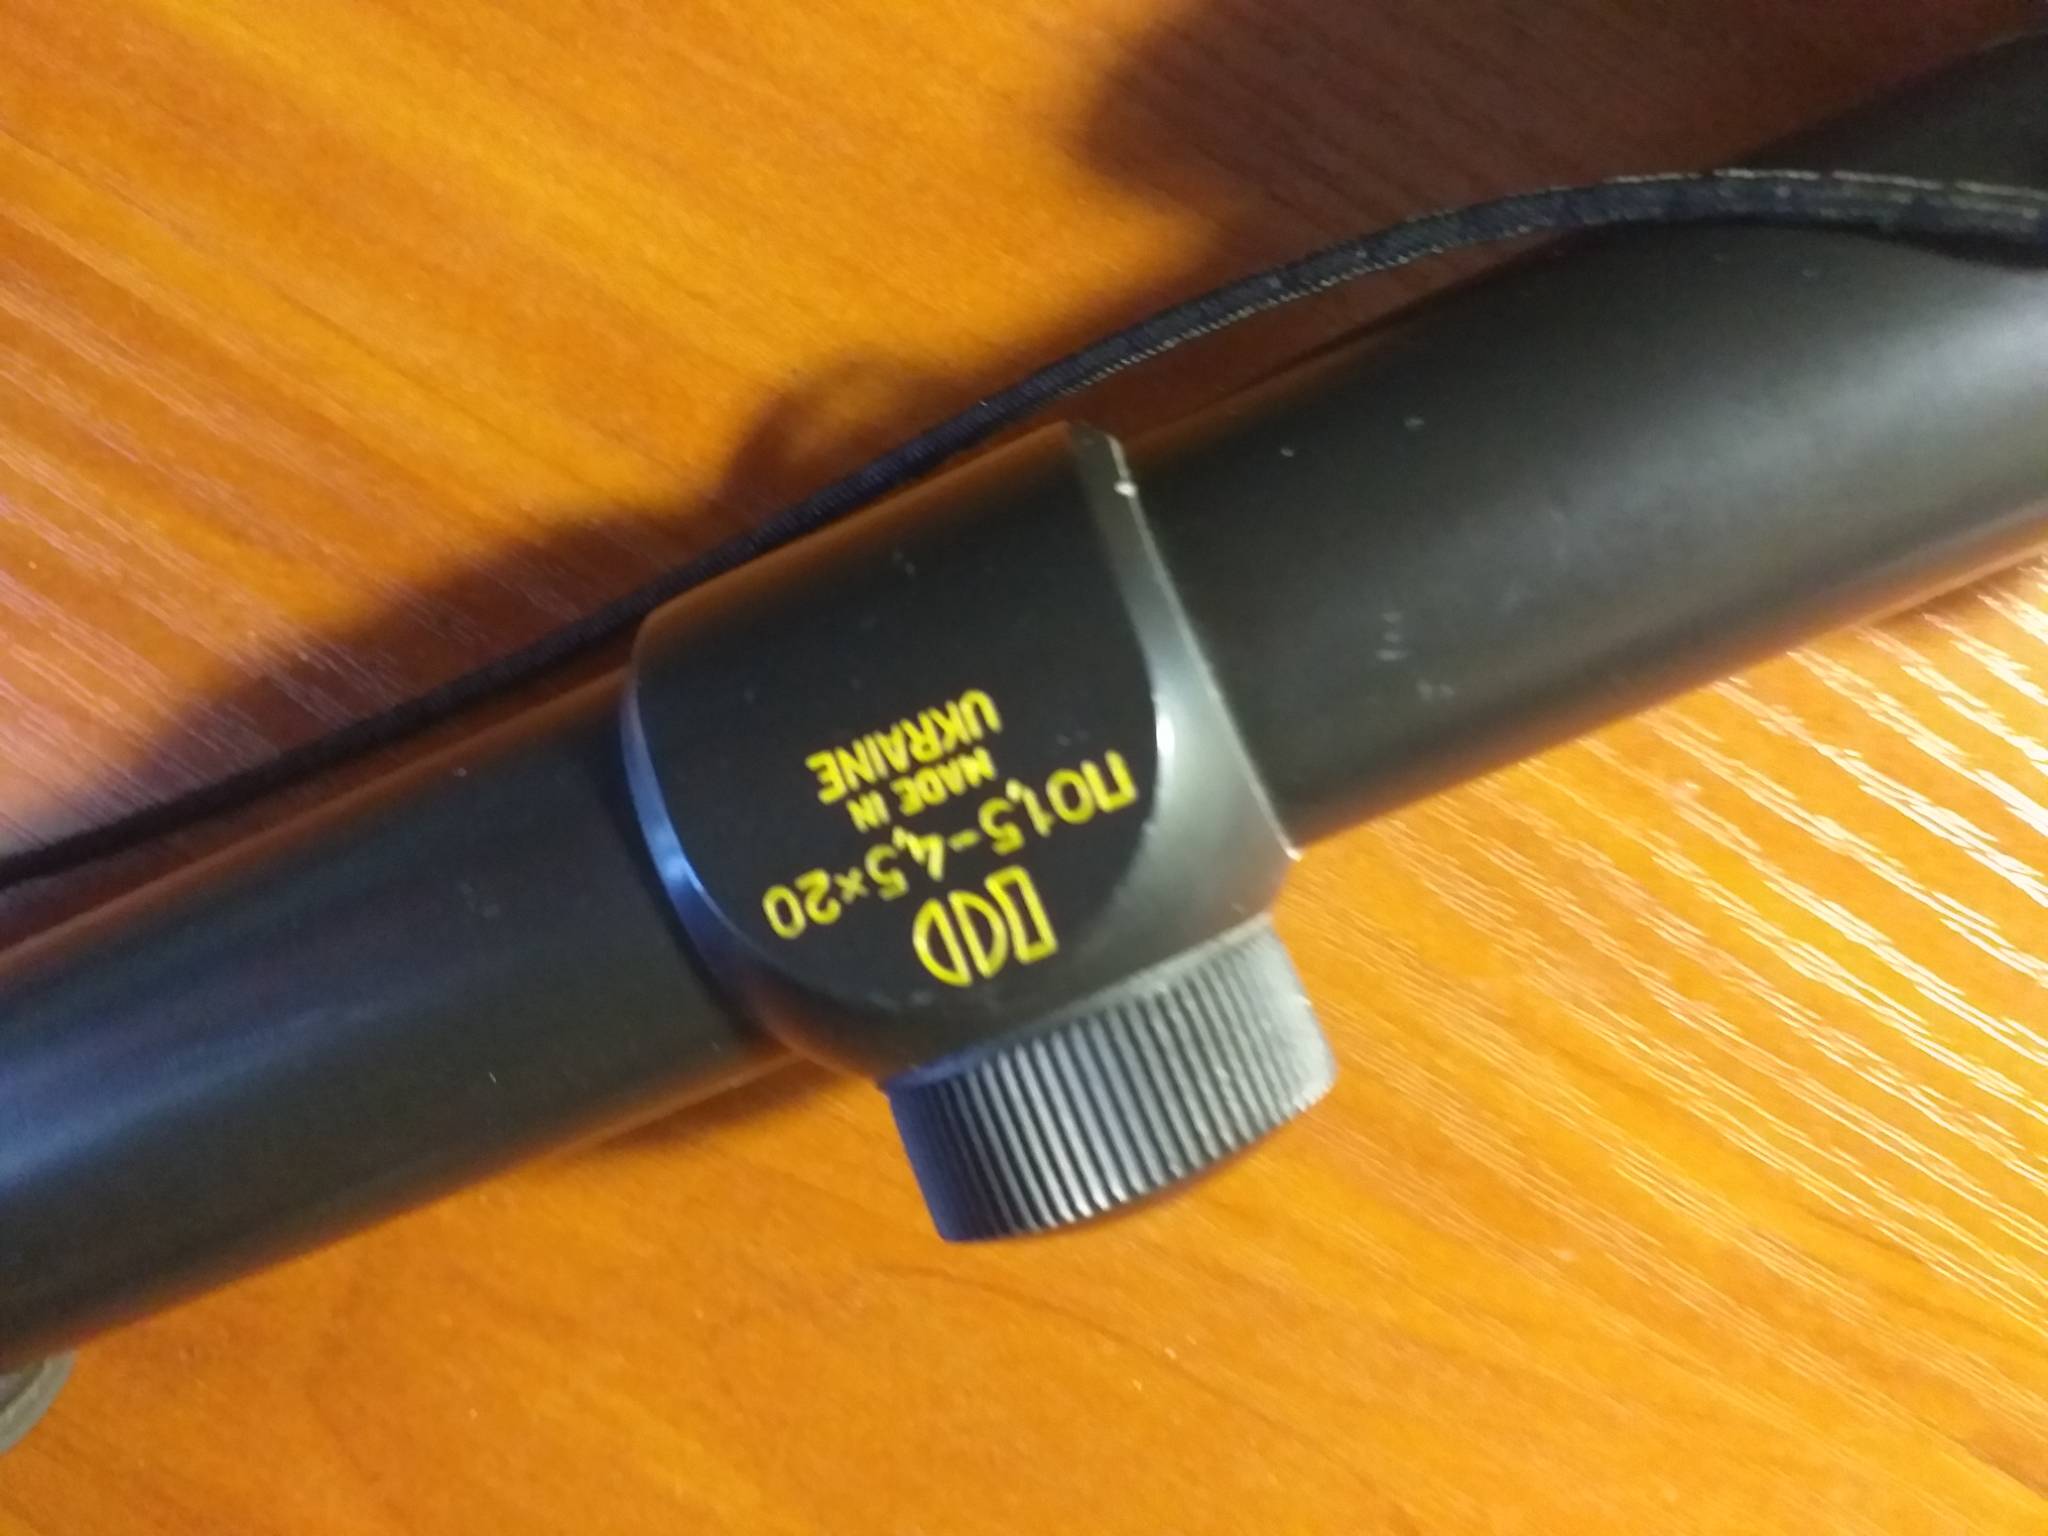 ПО1,5-4,5×20
MADE IN
UKRAINE